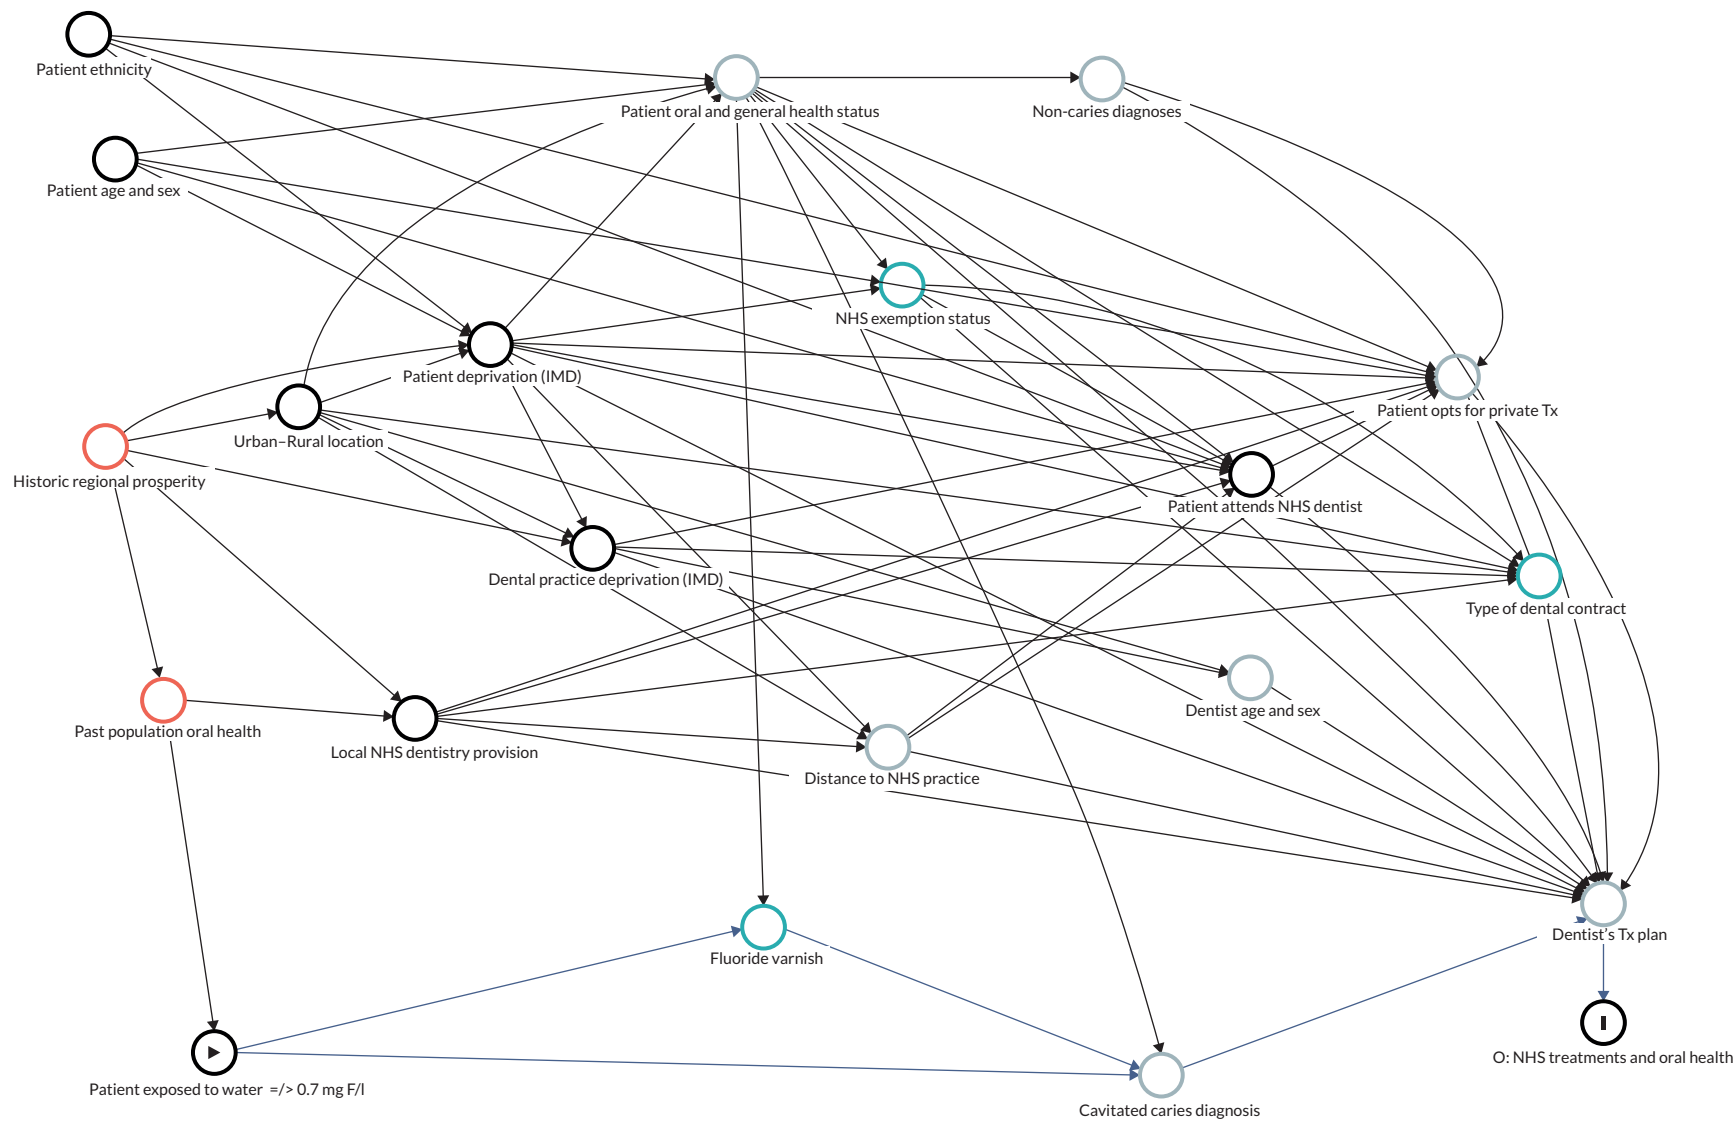 Patient ethnicity
Patient oral and general health status
Non-caries diagnoses
Patient age and sex
NHS exemption status
Patient deprivation (IMD)
Patient opts for private Tx
Urban–Rural location
Historic regional prosperity
Patient attends NHS dentist
Dental practice deprivation (IMD)
Type of dental contract
Dentist age and sex
Past population oral health
Local NHS dentistry provision
Distance to NHS practice
Dentist's Tx plan
Fluoride varnish
O: NHS treatments and oral health
Patient exposed to water =/> 0.7 mg F/l
Cavitated caries diagnosis